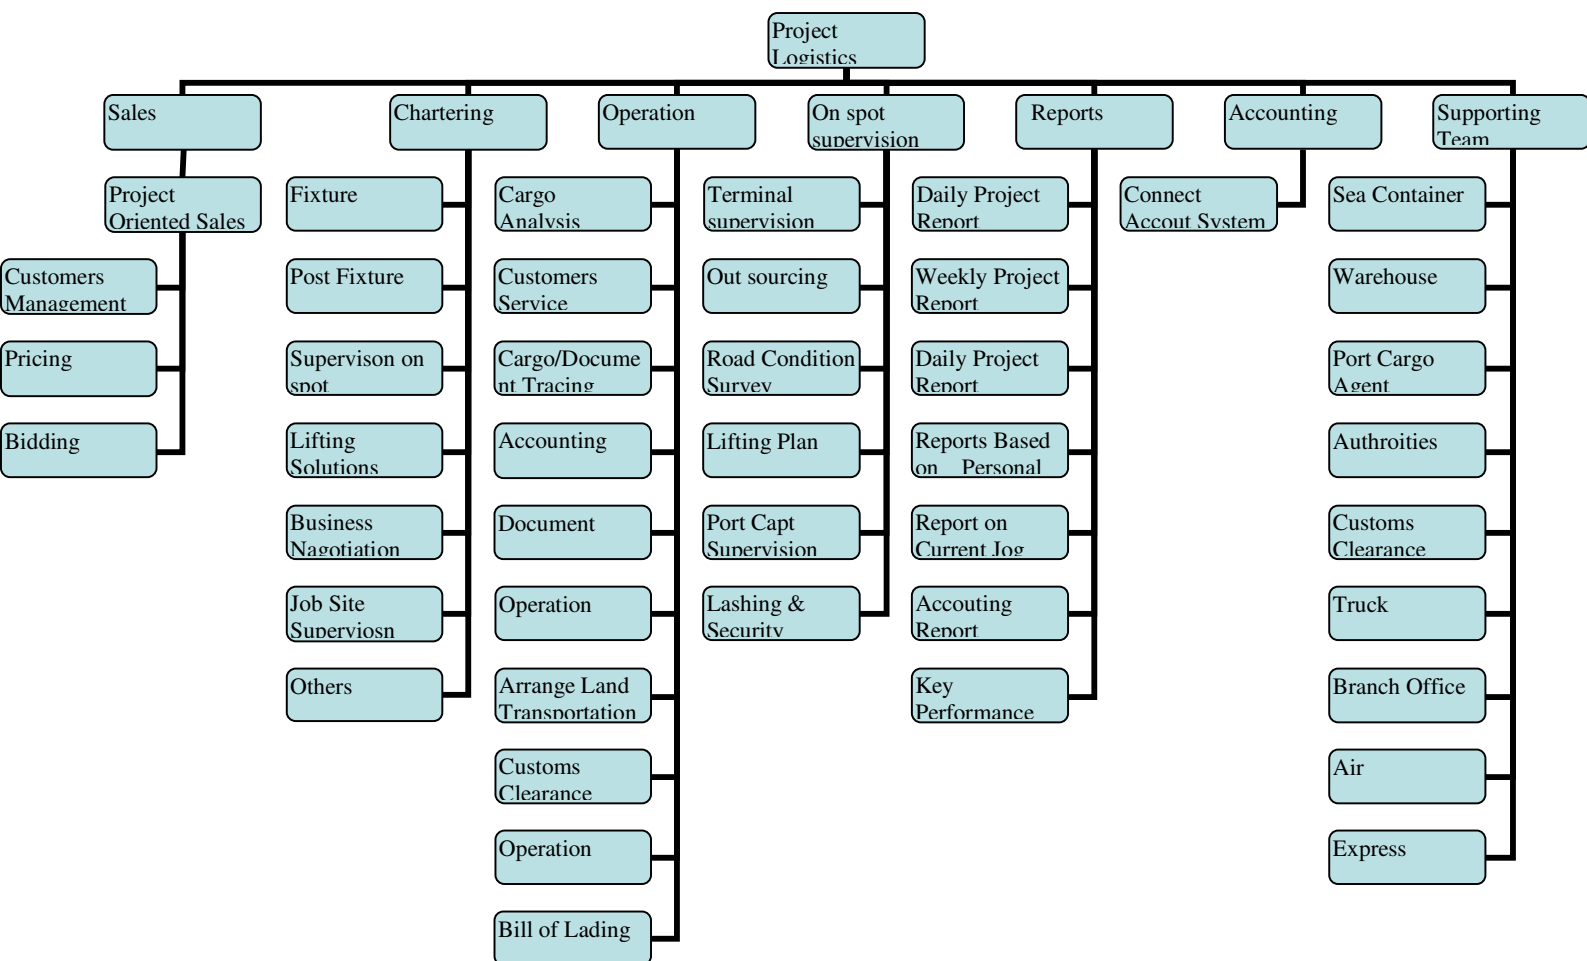 Project
Logistics
Sales
Chartering
Operation
On spot
supervision
Reports
Accounting
Supporting
Team
Project
Oriented Sales
Customers
Management
Pricing
Bidding
Fixture
Post Fixture
Supervison on
spot
Lifting
Solutions
Business
Nagotiation
Job Site
Superviosn
Others
Cargo
Analysis
Customers
Service
Cargo/Docume
nt Tracing
Accounting
Document
Operation
Arrange Land
Transportation
Customs
Clearance
Operation
Bill of Lading
Terminal
supervision
Out sourcing
Road Condition
Survey
Lifting Plan
Port Capt
Supervision
Lashing &
Security
Daily Project
Report
Weekly Project
Report
Daily Project
Report
Reports Based
on Personal
Report on
Current Jog
Accouting
Report
Key
Performance
Connect
Accout System
Sea Container
Warehouse
Port Cargo
Agent
Authroities
Customs
Clearance
Truck
Branch Office
Air
Express